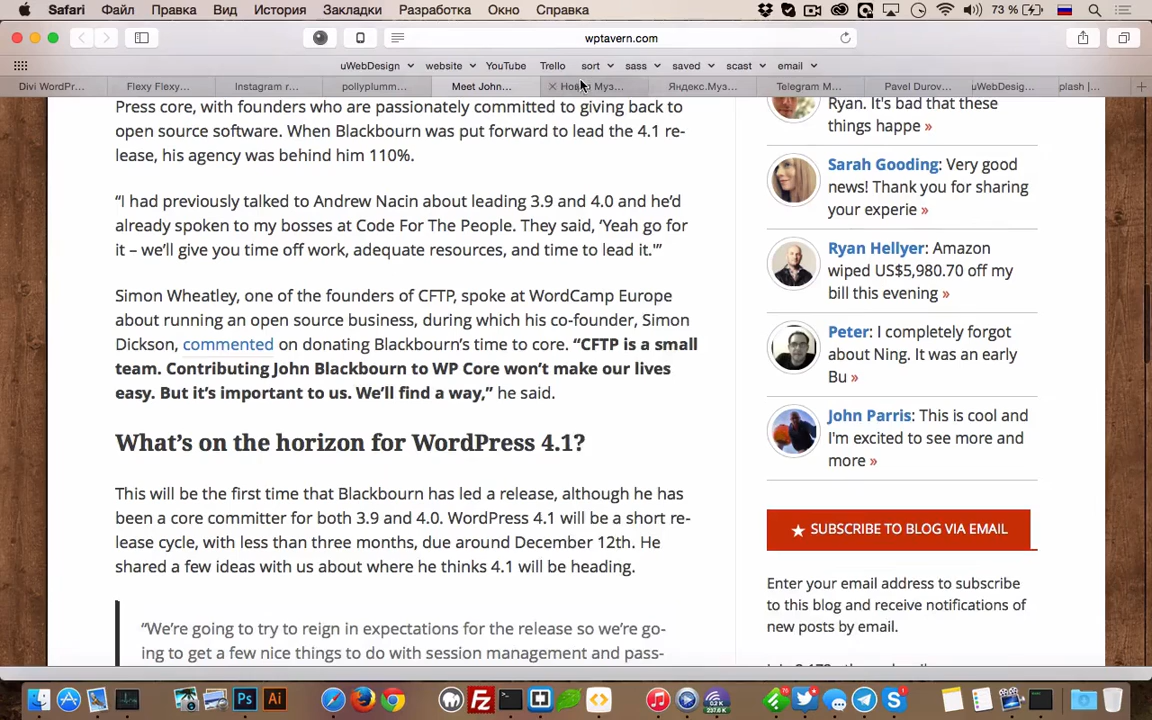 Safari Файл Правка Вид История Закладки Разработка Окно Справка 73 %
wptavern.com
uWebDesign website YouTube Trello sort sass saved scast email
Divi WordPr... Flexy Flexy... Instagram r... pollyplumm... Meet John... Муз... Яндекс.Муз... Telegram M... Pavel Durov... uWebDesign plash |...
Press core, with founders who are passionately committed to giving back to
open source software. When Blackbourn was put forward to lead the 4.1 re-
lease, his agency was behind him 110%.
“I had previously talked to Andrew Nacin about leading 3.9 and 4.0 and he’d
already spoken to my bosses at Code For The People. They said, ‘Yeah go for
it – we’ll give you time off work, adequate resources, and time to lead it.'”
Simon Wheatley, one of the founders of CFTP, spoke at WordCamp Europe
about running an open source business, during which his co-founder, Simon
Dickson, commented on donating Blackbourn’s time to core. “CFTP is a small
team. Contributing John Blackbourn to WP Core won’t make our lives
easy. But it’s important to us. We’ll find a way,” he said.
What’s on the horizon for WordPress 4.1?
This will be the first time that Blackbourn has led a release, although he has
been a core committer for both 3.9 and 4.0. WordPress 4.1 will be a short re-
lease cycle, with less than three months, due around December 12th. He
shared a few ideas with us about where he thinks 4.1 will be heading.
“We’re going to try to reign in expectations for the release so we’re go-
ing to get a few nice things to do with session management and pass-
Ryan. It's bad that these
things happe »
Sarah Gooding: Very good
news! Thank you for sharing
your experie »
Ryan Hellyer: Amazon
wiped US$5,980.70 off my
bill this evening »
Peter: I completely forgot
about Ning. It was an early
Bu »
John Parris: This is cool and
I'm excited to see more and
more »
★ SUBSCRIBE TO BLOG VIA EMAIL
Enter your email address to subscribe
to this blog and receive notifications of
new posts by email.
Ps Ai